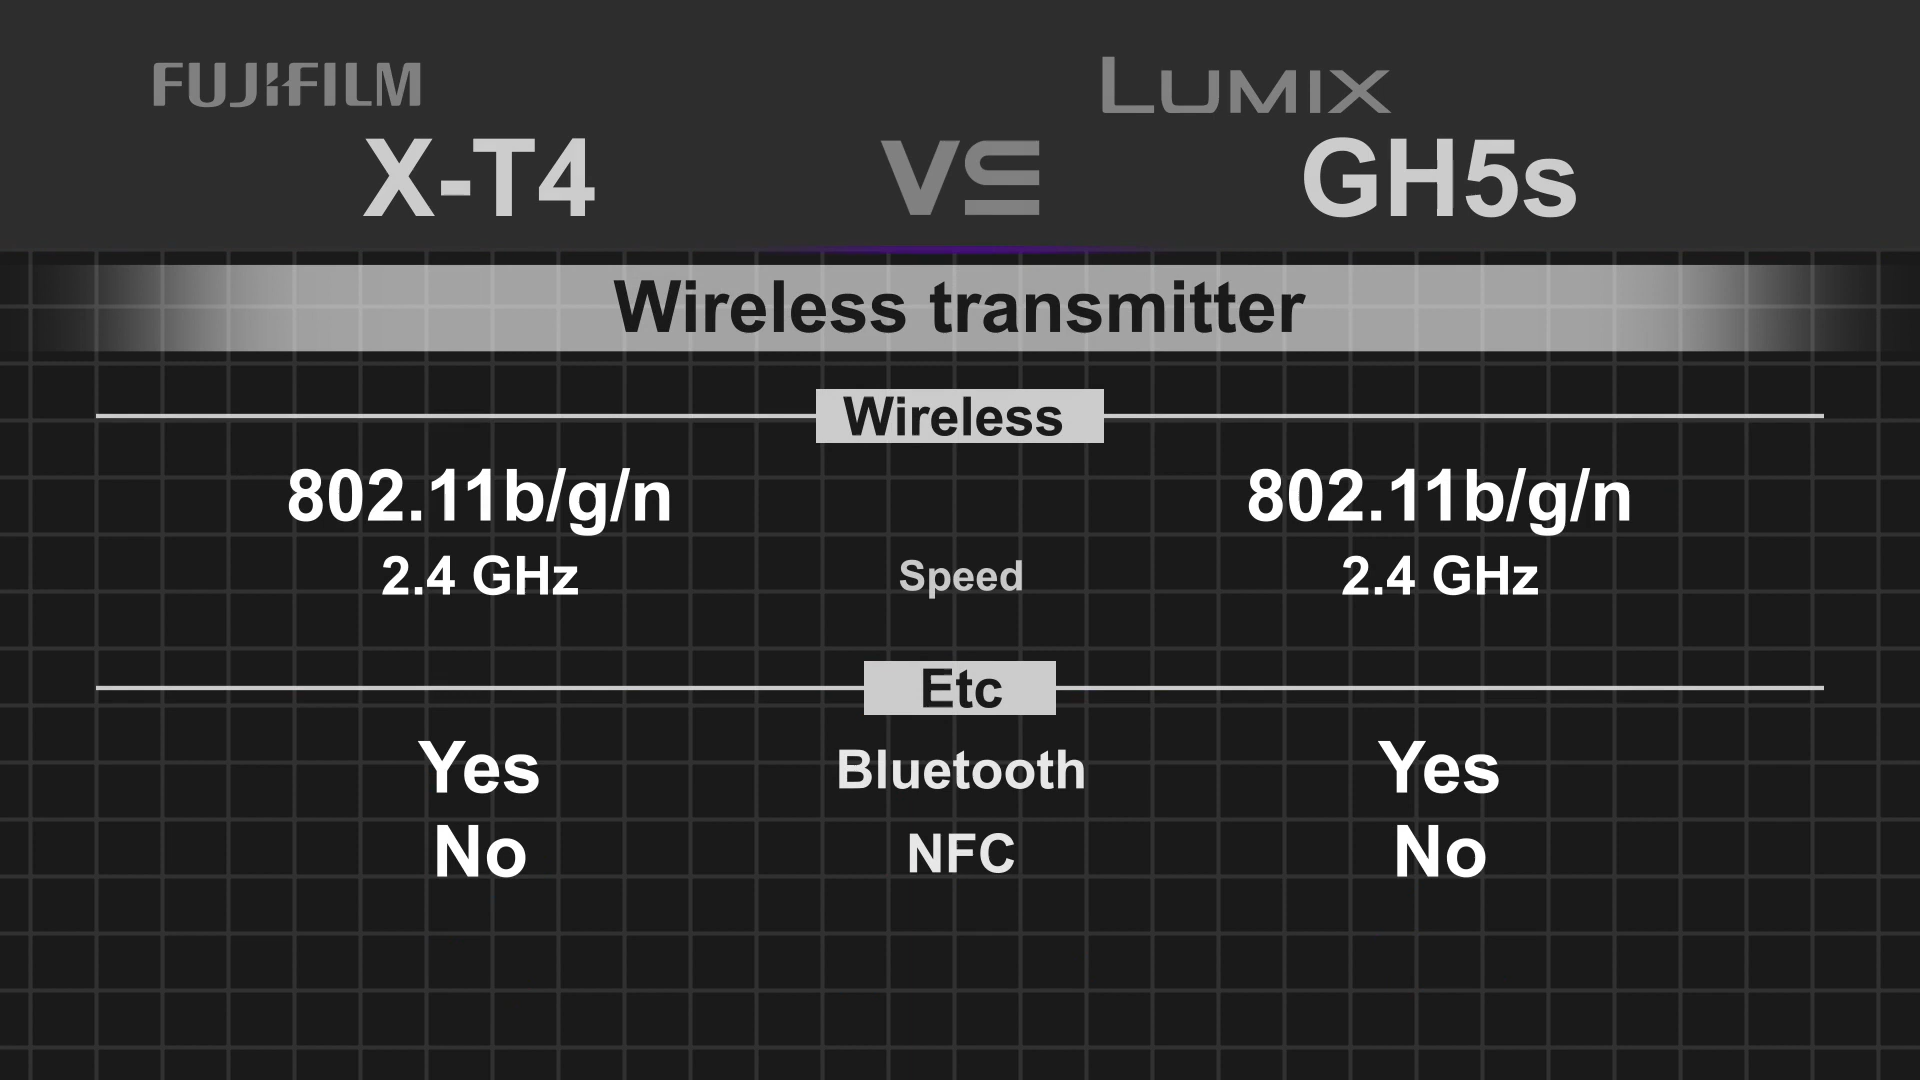 FUJIFILM LUMIX
X-T4 VS GH5s
Wireless transmitter
Wireless
802.11b/g/n 802.11b/g/n
2.4 GHz Speed 2.4 GHz
Etc
Yes Bluetooth Yes
No NFC No